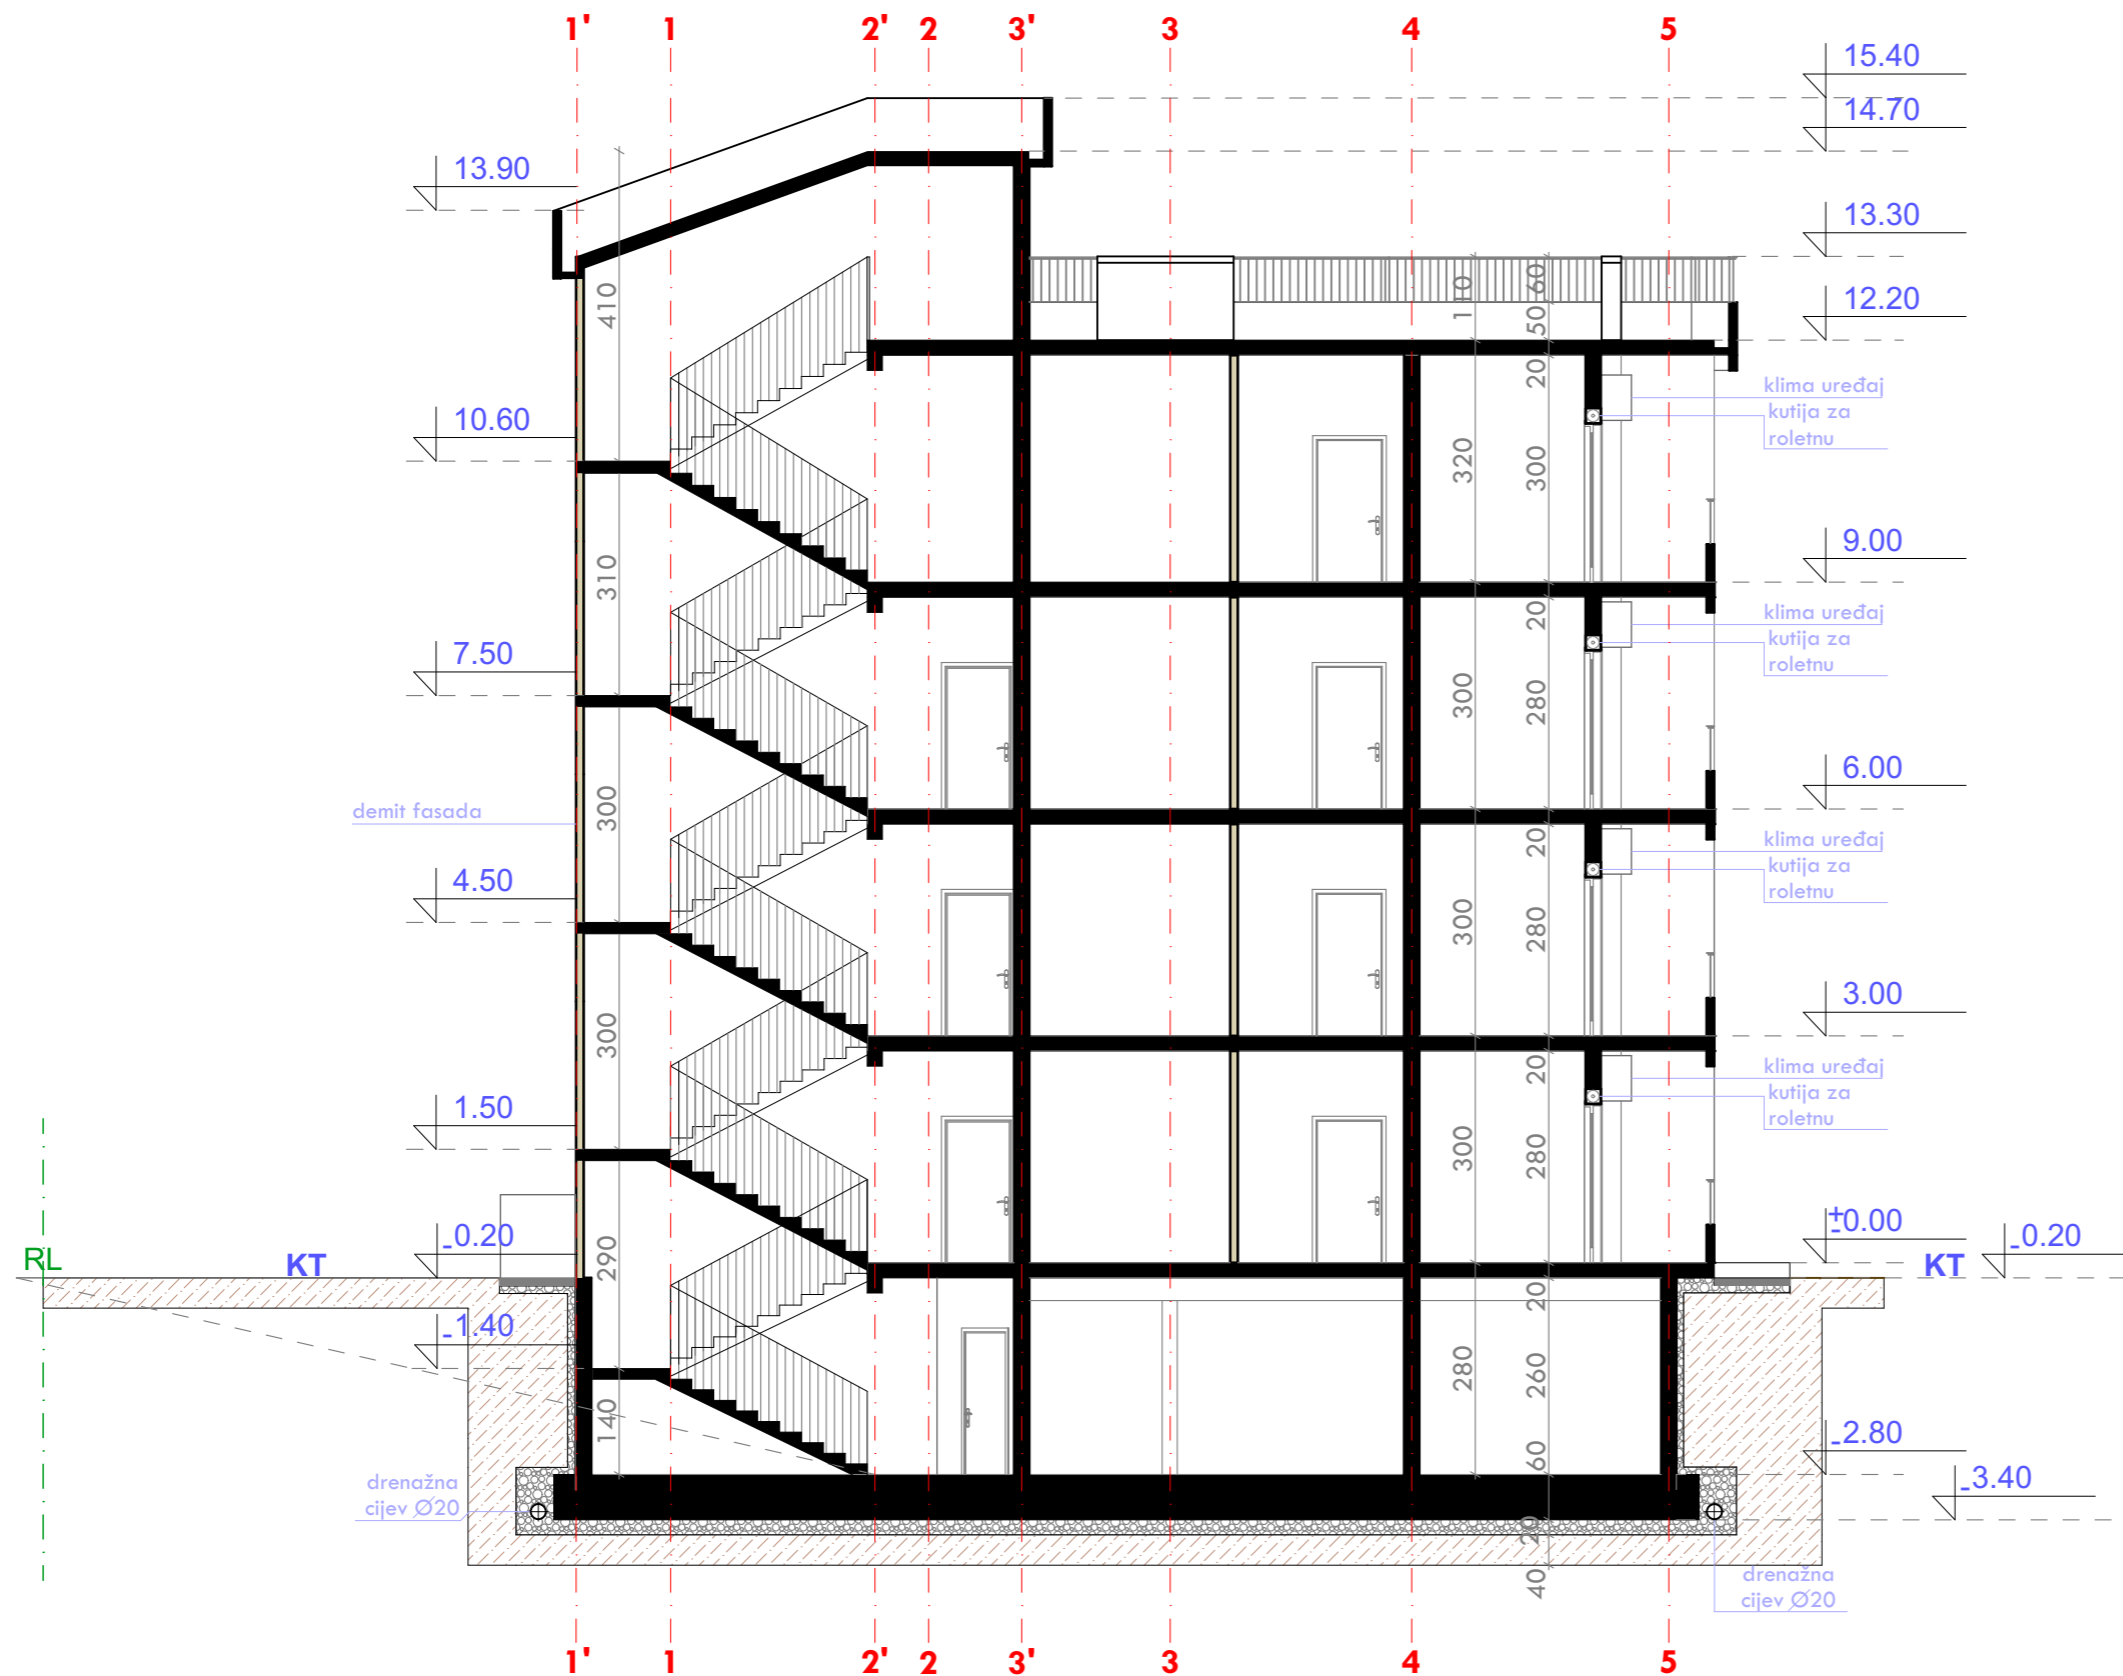 1' 1 2' 2 3' 3 4 5
15.40
14.70
13.90
13.30
12.20
410
110
50 60
klima uređaj
kutija za
roletnu
20
10.60
320
300
9.00
310
klima uređaj
kutija za
roletnu
20
7.50
300
280
6.00
demit fasada
300
klima uređaj
kutija za
roletnu
20
4.50
300
280
3.00
300
klima uređaj
kutija za
roletnu
20
1.50
300
280
±0.00
-0.20
RL
KT
290
-0.20
KT
20
-1.40
280
260
140
-2.80
60
-3.40
drenažna
cijev Ø20
20
40
drenažna
cijev Ø20
1' 1 2' 2 3' 3 4 5